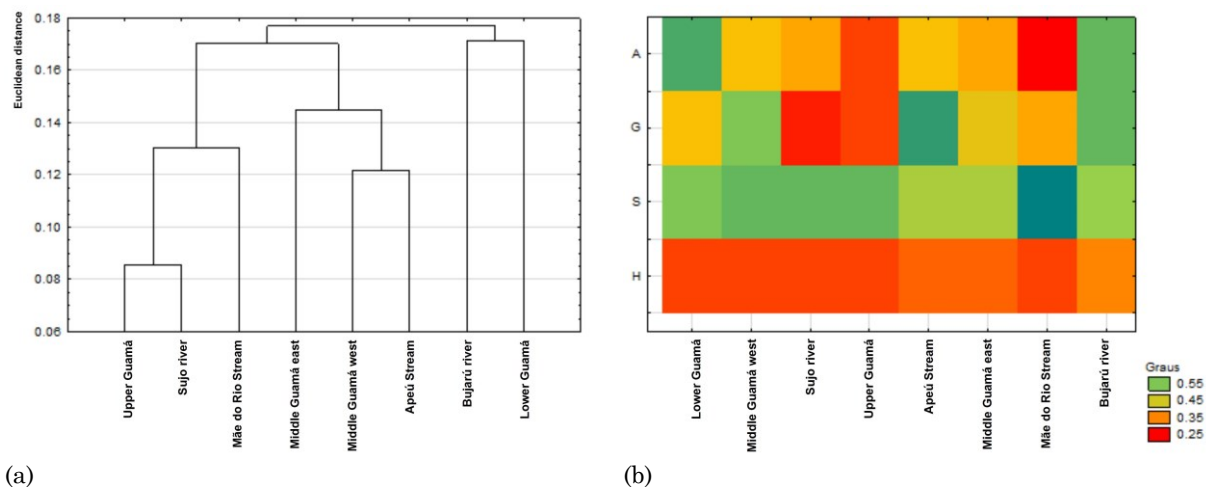 Euclidean distance
0.18
0.16
0.14
0.12
0.10
0.08
0.06
Upper Guamá
Sujo river
Mãe do Rio Stream
Middle Guamá east
Middle Guamá west
Apeú Stream
Bujarú river
Lower Guamá
(a)
A
G
S
H
Lower Guamá
Middle Guamá west
Sujo river
Upper Guamá
Apeú Stream
Middle Guamá east
Mãe do Rio Stream
Bujarú river
Graus
0.55
0.45
0.35
0.25
(b)